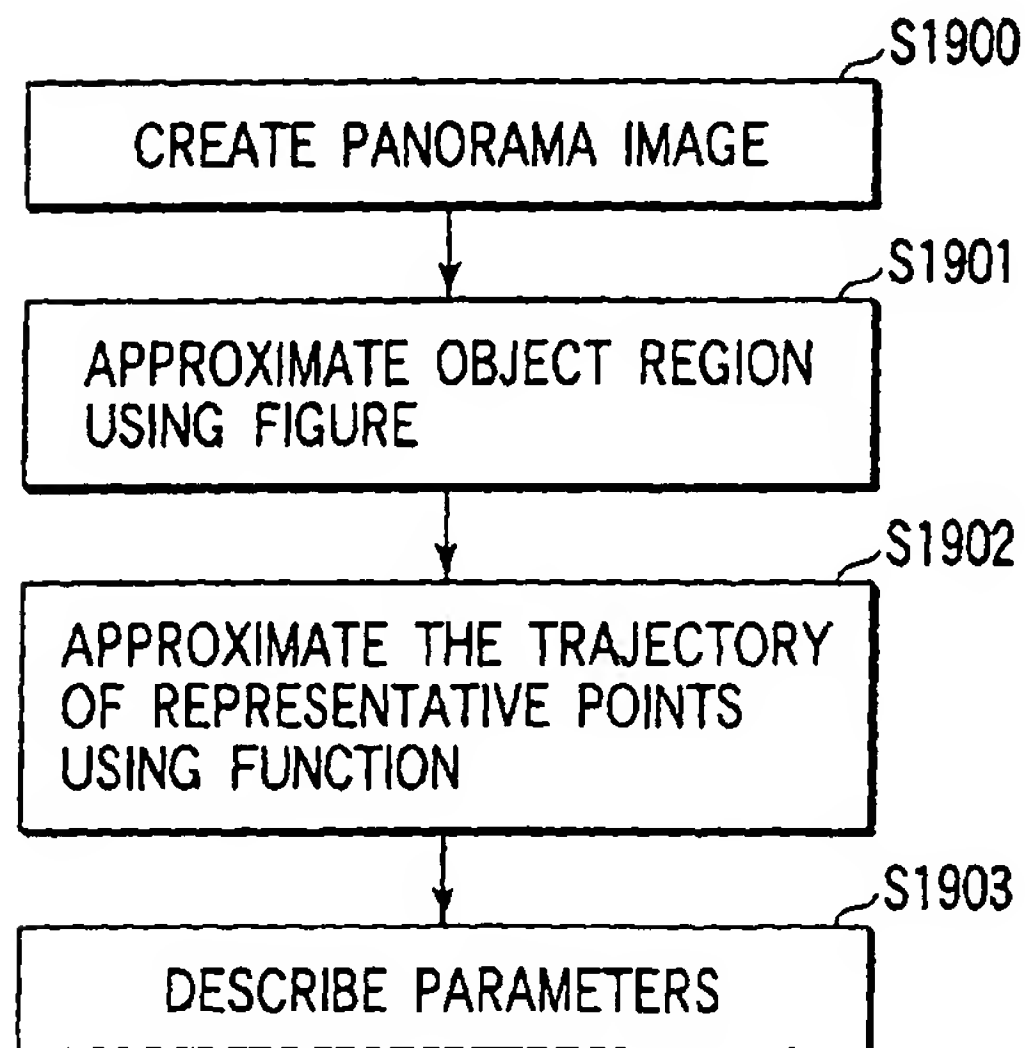 S1900
CREATE PANORAMA IMAGE
S1901
APPROXIMATE OBJECT REGION
USING FIGURE
S1902
APPROXIMATE THE TRAJECTORY
OF REPRESENTATIVE POINTS
USING FUNCTION
S1903
DESCRIBE PARAMETERS